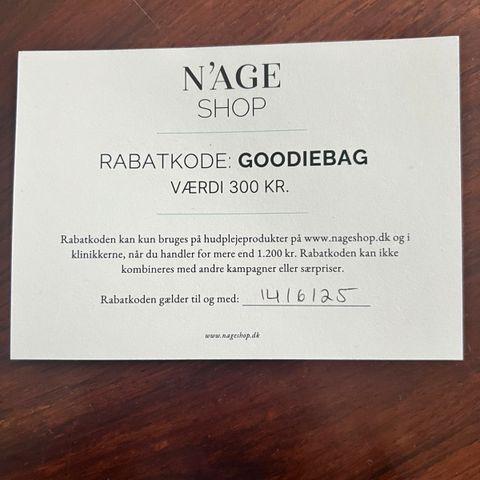 N'AGE
SHOP
RABATKODE: GOODIEBAG
VÆRDI 300 KR.
Rabatkoden kan kun bruges på hudplejeprodukter på www.nageshop.dk og i
klinikkerne, når du handler for mere end 1.200 kr. Rabatkoden kan ikke
kombineres med andre kampagner eller særpriser.
Rabatkoden gælder til og med: 14/6/25
www.nageshop.dk